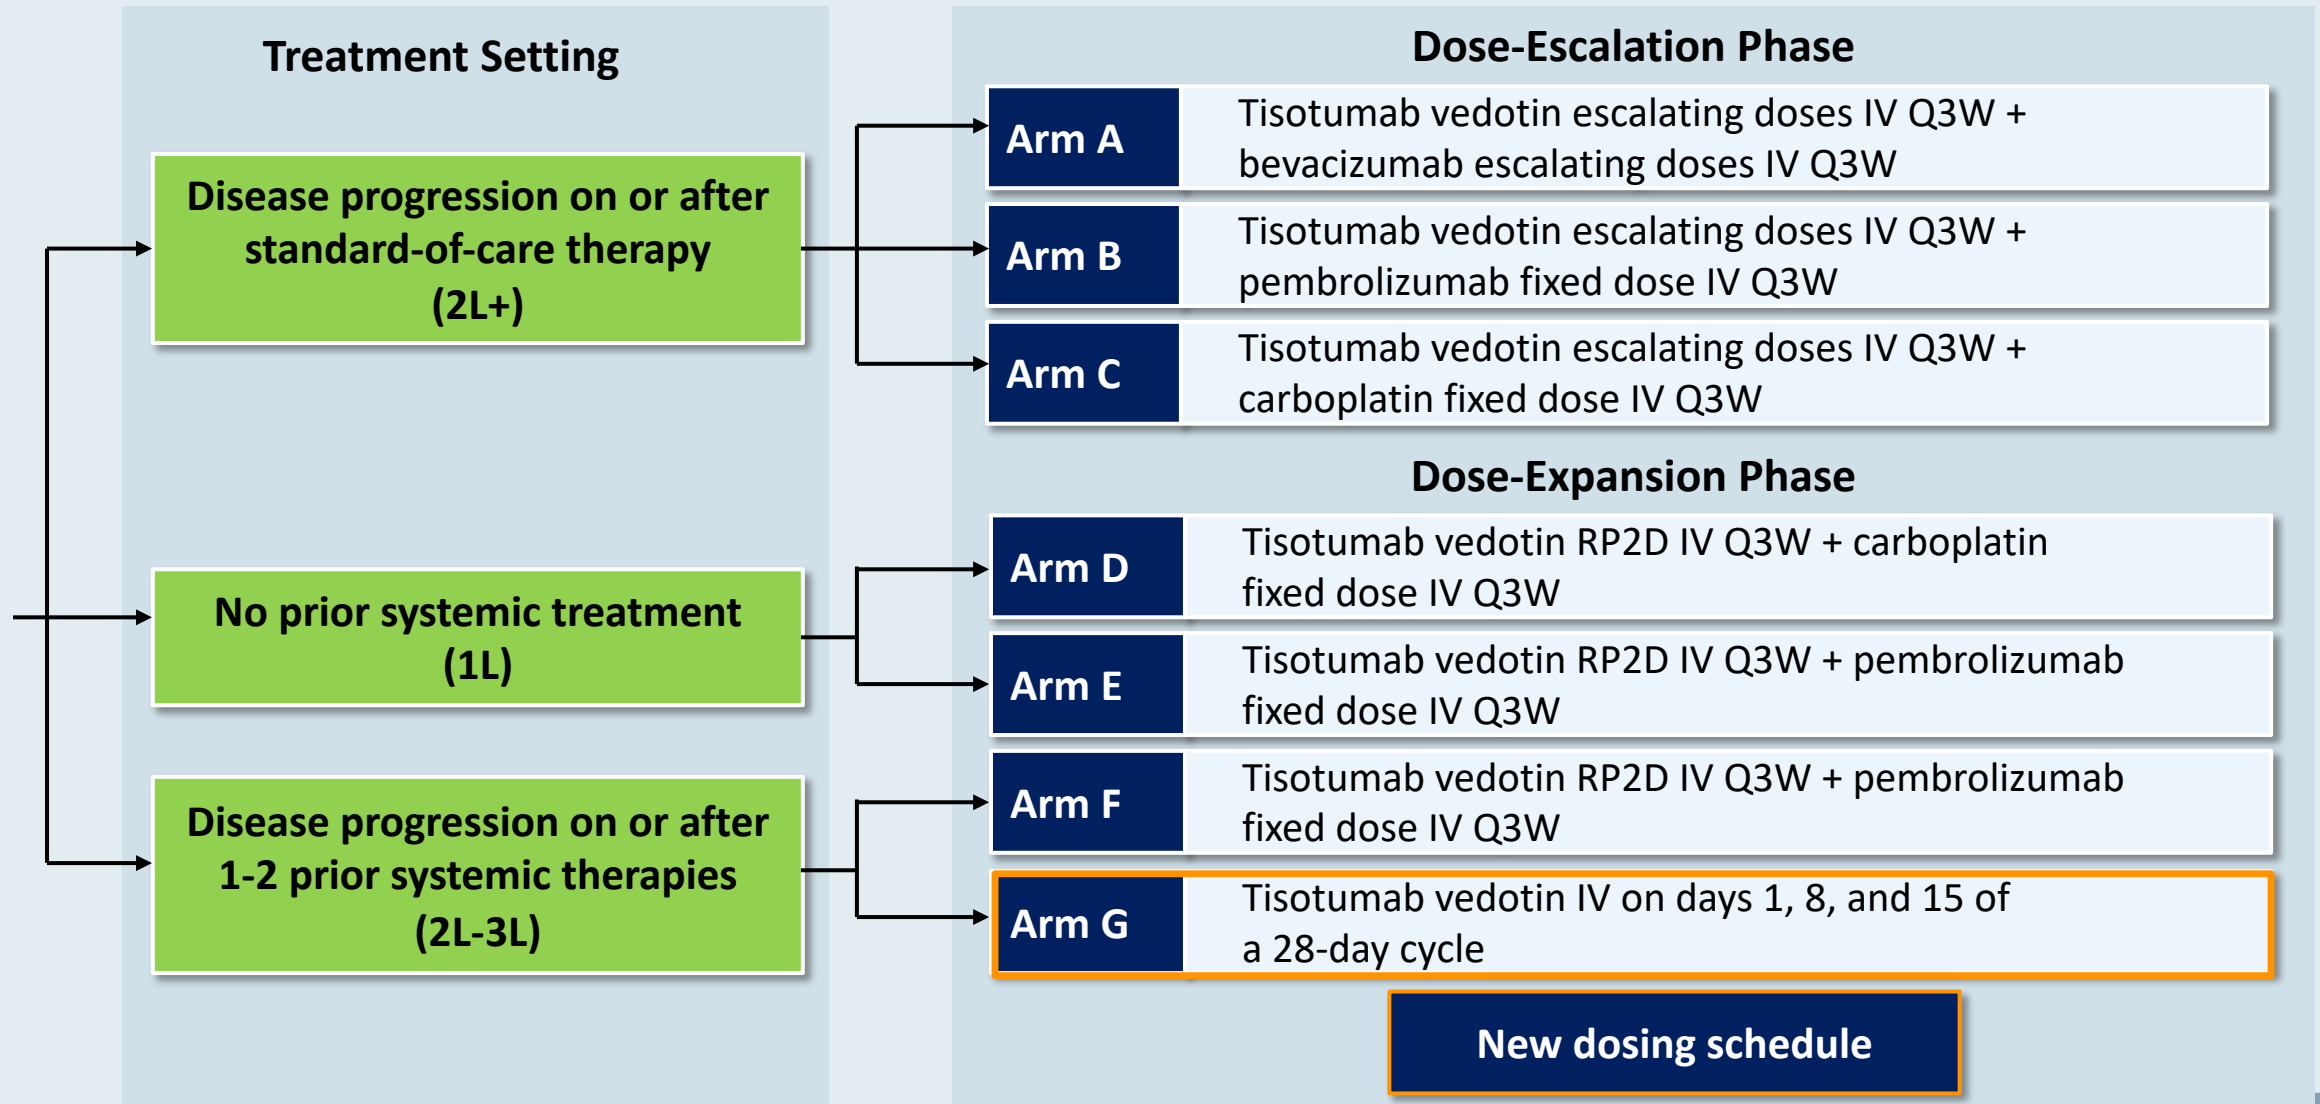 Treatment Setting
Disease progression on or after
standard-of-care therapy
(2L+)
No prior systemic treatment
(1L)
Disease progression on or after
1-2 prior systemic therapies
(2L-3L)
Dose-Escalation Phase
Arm A
Tisotumab vedotin escalating doses IV Q3W +
bevacizumab escalating doses IV Q3W
Arm B
Tisotumab vedotin escalating doses IV Q3W +
pembrolizumab fixed dose IV Q3W
Arm C
Tisotumab vedotin escalating doses IV Q3W +
carboplatin fixed dose IV Q3W
Dose-Expansion Phase
Arm D
Tisotumab vedotin RP2D IV Q3W + carboplatin
fixed dose IV Q3W
Arm E
Tisotumab vedotin RP2D IV Q3W + pembrolizumab
fixed dose IV Q3W
Arm F
Tisotumab vedotin RP2D IV Q3W + pembrolizumab
fixed dose IV Q3W
Arm G
Tisotumab vedotin IV on days 1, 8, and 15 of
a 28-day cycle
New dosing schedule